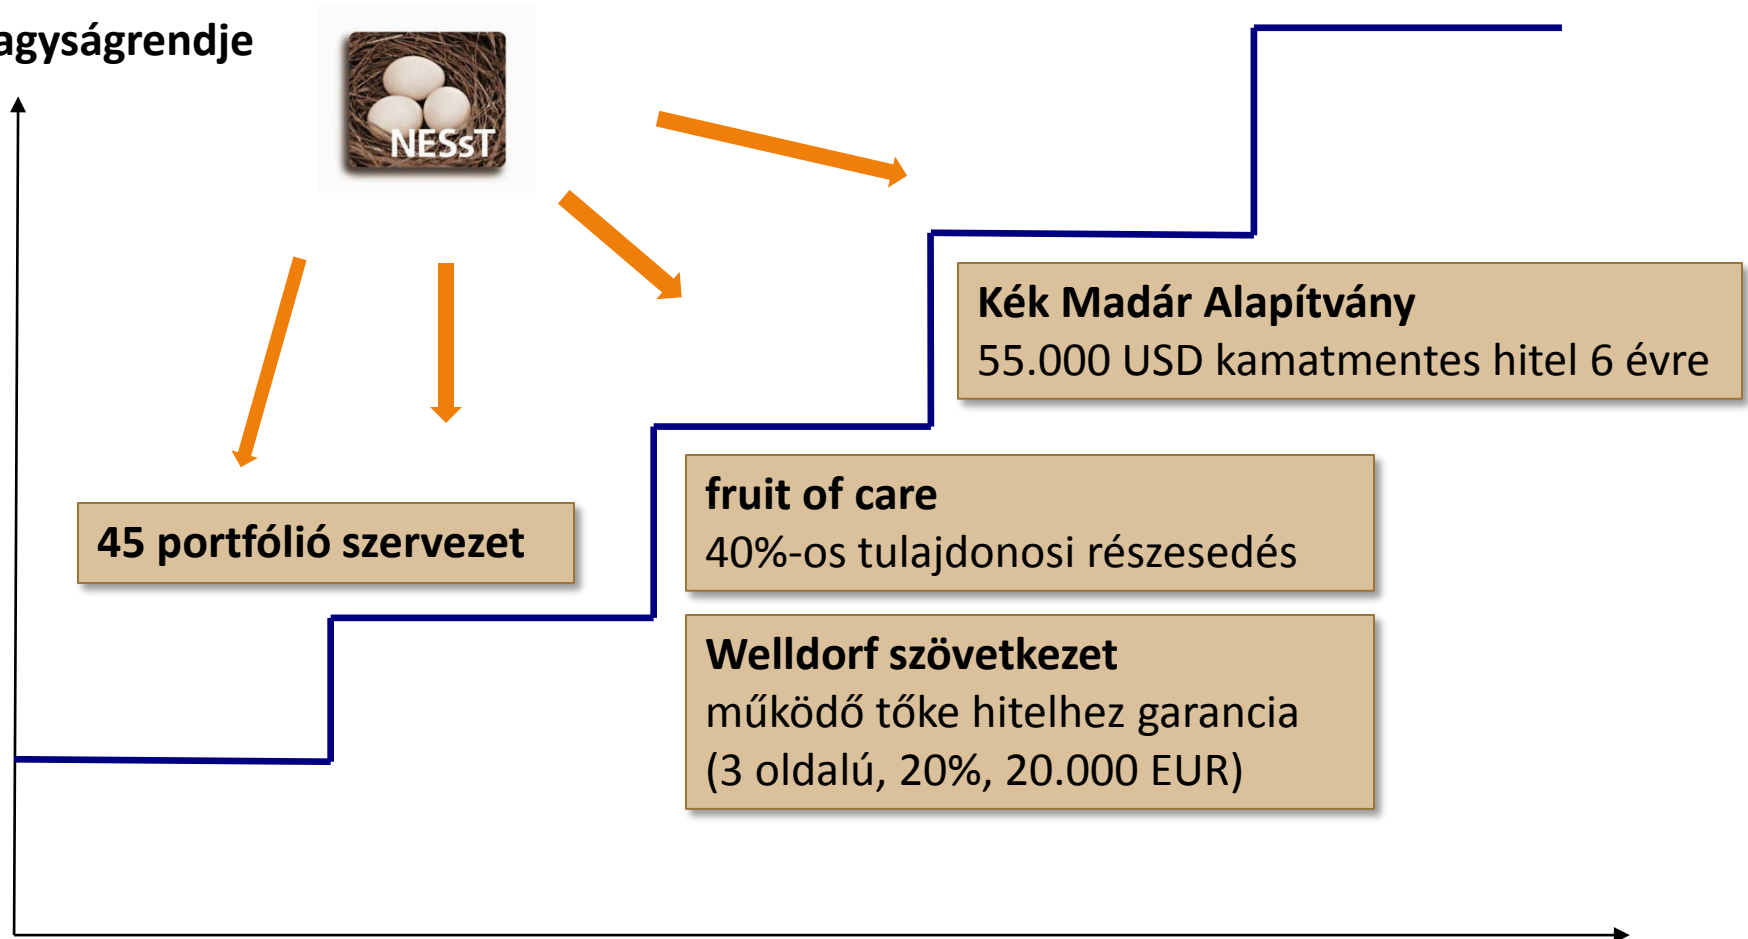 agyságrendje
NESsT
Kék Madár Alapítvány
55.000 USD kamatmentes hitel 6 évre
fruit of care
40%-os tulajdonosi részesedés
45 portfólió szervezet
Welldorf szövetkezet
működő tőke hitelhez garancia
(3 oldalú, 20%, 20.000 EUR)